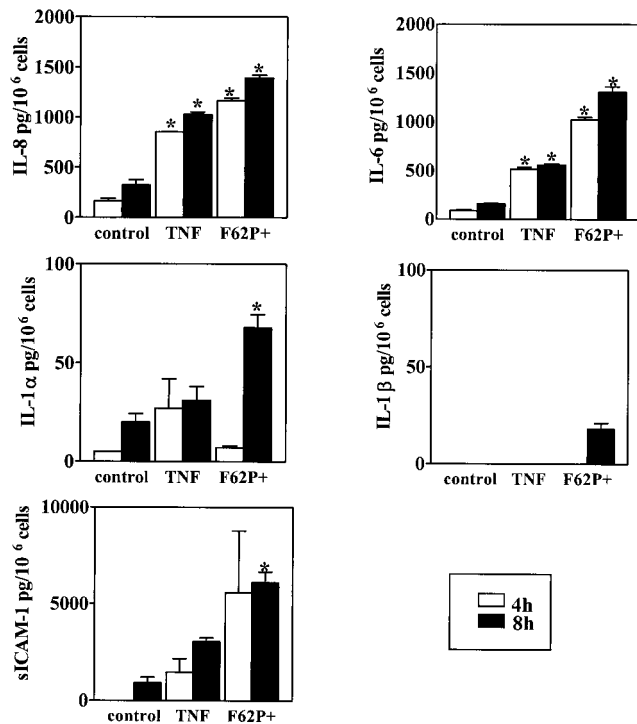 IL-8 pg/10 6 cells
2000
1500
1000
500
0
* * * *
control TNF F62P+
IL-6 pg/10 6 cells
2000
1500
1000
500
0
* * * *
control TNF F62P+
IL-1α pg/10 6 cells
100
50
0
*
control TNF F62P+
IL-1β pg/10 6 cells
100
50
0
control TNF F62P+
sICAM-1 pg/10 6 cells
10000
5000
0
*
control TNF F62P+
4h
8h